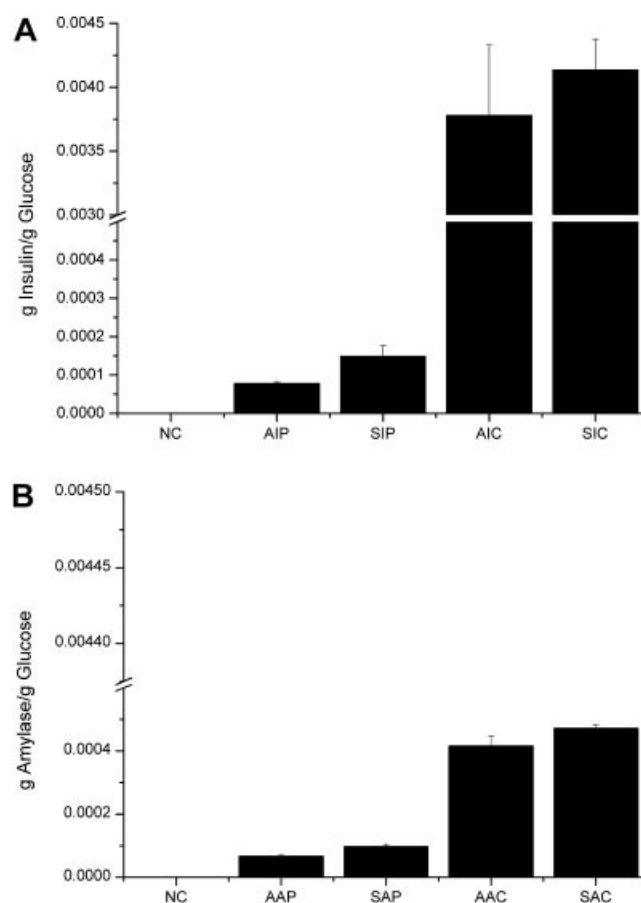 A
g Insulin/g Glucose
0.0045
0.0040
0.0035
0.0030
0.0004
0.0003
0.0002
0.0001
0.0000
NC AIP SIP AIC SIC
B
g Amylase/g Glucose
0.00450
0.00445
0.00440
0.0004
0.0002
0.0000
NC AAP SAP AAC SAC